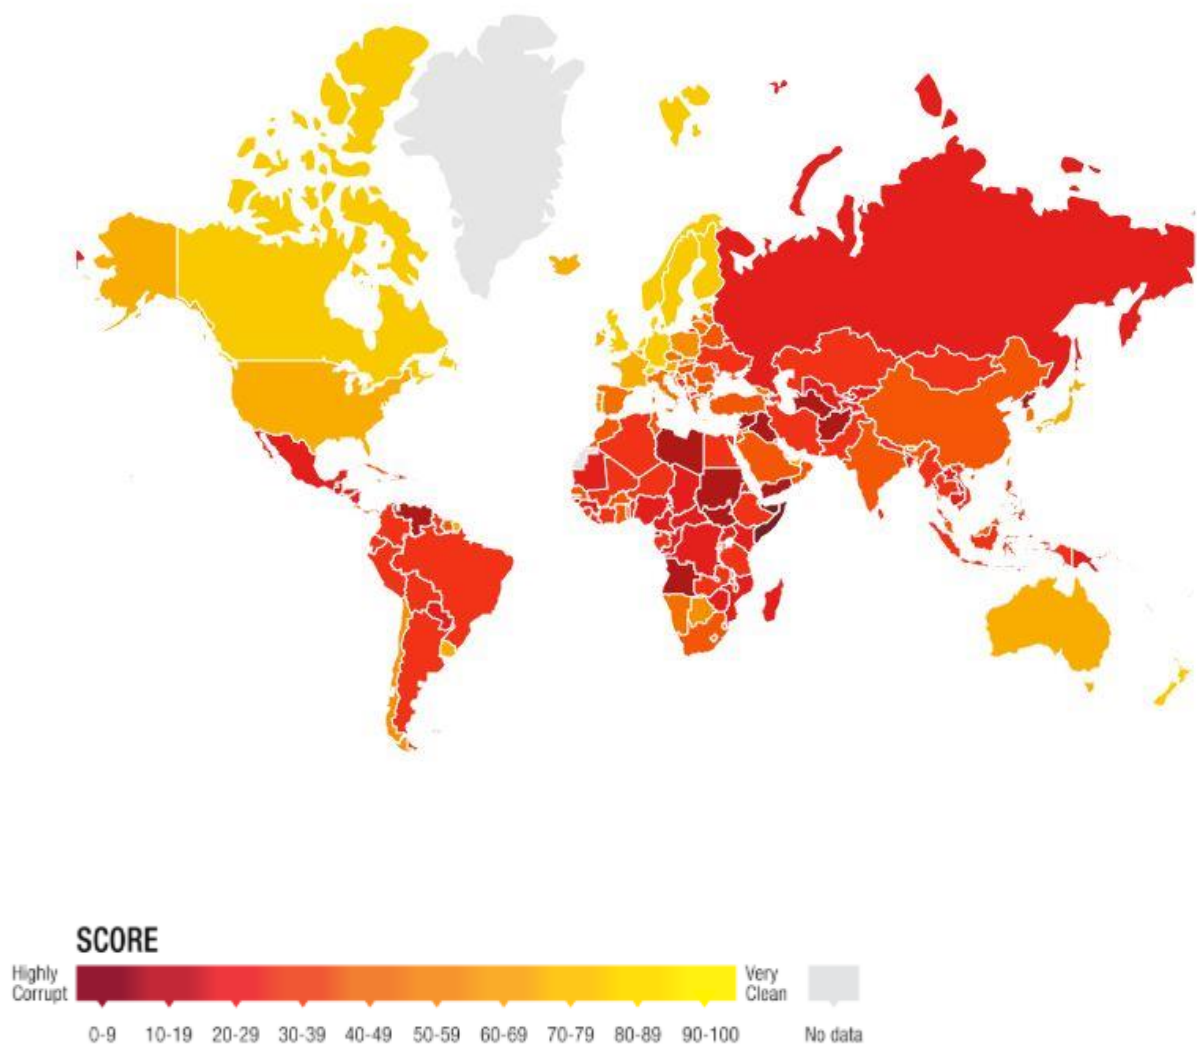 SCORE
Highly
Corrupt
Very
Clean
0-9 10-19 20-29 30-39 40-49 50-59 60-69 70-79 80-89 90-100 No data